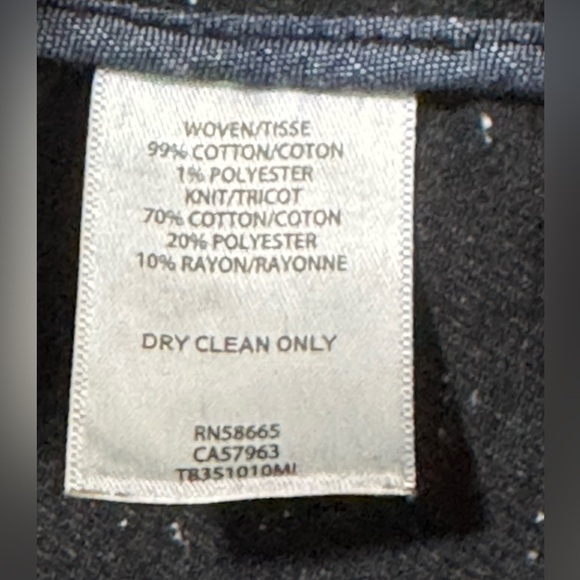 WOVEN/TISSE
99% COTTON/COTON
1% POLYESTER
KNIT/TRICOT
70% COTTON/COTON
20% POLYESTER
10% RAYON/RAYONNE
DRY CLEAN ONLY
RN58665
CA57963
TB351010MI